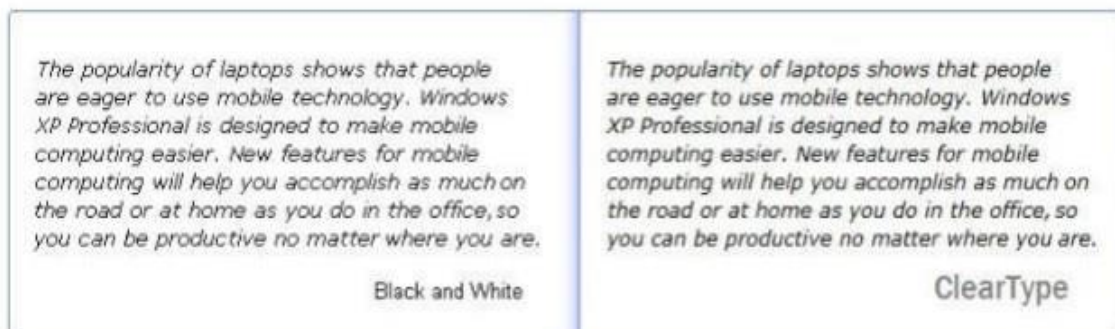 The popularity of laptops shows that people
are eager to use mobile technology. Windows
XP Professional is designed to make mobile
computing easier. New features for mobile
computing will help you accomplish as much on
the road or at home as you do in the office, so
you can be productive no matter where you are.
Black and White
The popularity of laptops shows that people
are eager to use mobile technology. Windows
XP Professional is designed to make mobile
computing easier. New features for mobile
computing will help you accomplish as much on
the road or at home as you do in the office, so
you can be productive no matter where you are.
ClearType